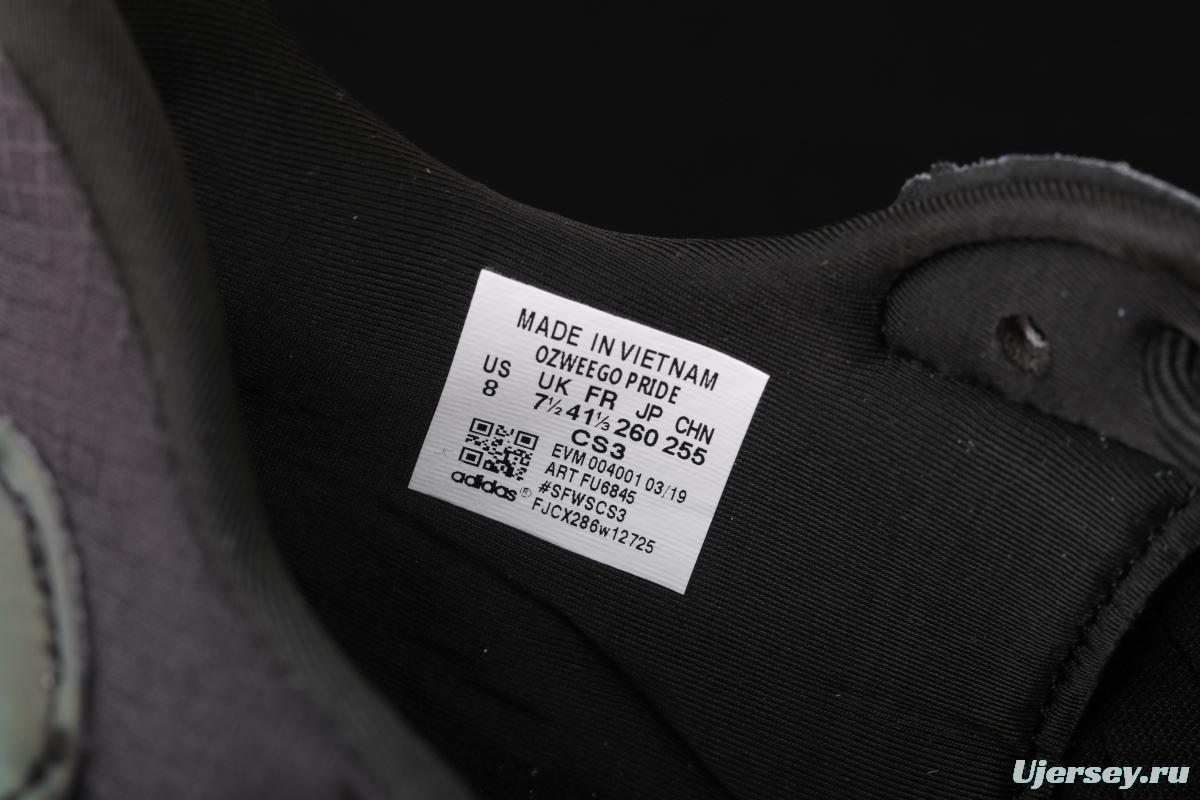 MADE IN VIETNAM
OZWEEGO PRIDE
US UK FR JP CHN
8 7½ 41⅓ 260 255
CS3
EVM 004001 03/19
ART FU6845
#SFWSCS3
FJCX286w12725
adidas®
Ujersey.ru